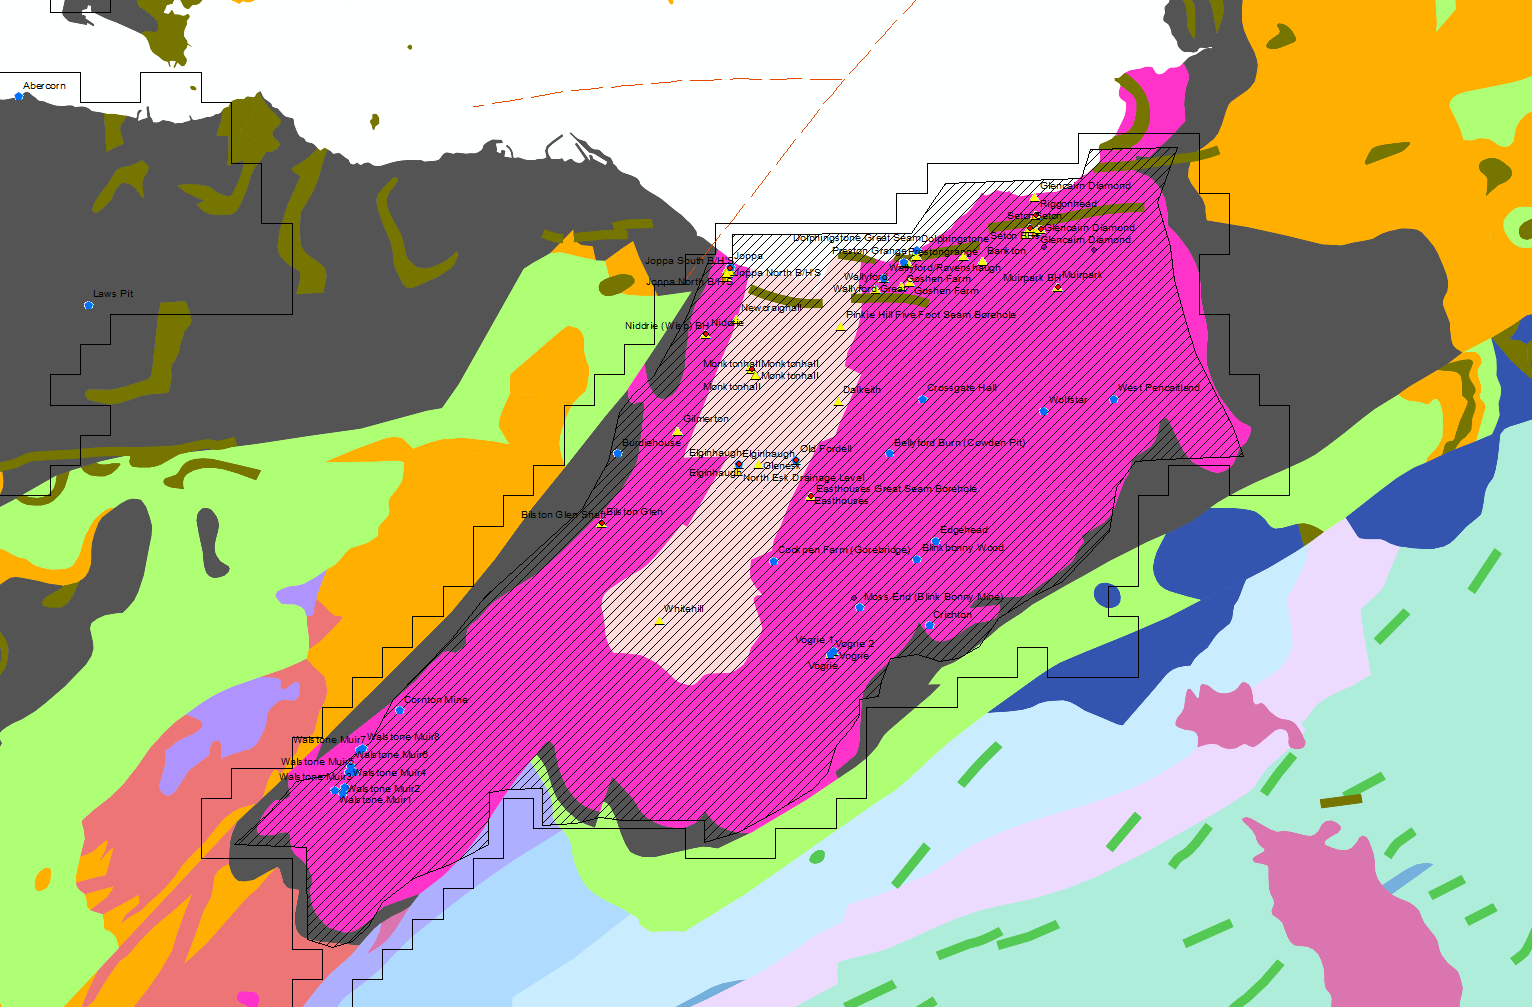 Abercorn
Glencairn Diamond
Riggonhead
Seton Seton
Glencairn Diamond
Dolphingstone Great Seam Dolphingstone
Seton BH
Glencairn Diamond
Preston Grange Prestongrange
Bankton
Joppa
Joppa South B/H'S
Wallyford/Ravenshaugh
Joppa North B/H'S
Wallyford
Goshen Farm
Muirpark BH Muirpark
Joppa North B/H'S
Wallyford Great
Goshen Farm
Laws Pit
Newcraighall
Pinkie Hill Five Foot Seam Borehole
Niddrie (Wisp) BH Niddrie
Monktonhall Monktonhall
Monktonhall
Monktonhall
Dalkeith
Crossgate Hall
West Pencaitland
Wolfstar
Gilmerton
Burdiehouse
Bellyford Burn (Cowden Pit)
Old Fordell
Elginhaugh Elginhaugh
Glenesk
Elginhaugh
North Esk Drainage Level
Easthouses Great Seam Borehole
Easthouses
Bilston Glen Shaft Bilston Glen
Edgehead
Cockpen Farm (Gorebridge)
Blinkbonny Wood
Moss End (Blink Bonny Mine)
Whitehill
Crichton
Vogrie 1 Vogrie 2
Vogrie
Vogrie
Cornton Mine
Walstone Muir7 Walstone Muir8
Walstone Muir6
Walstone Muir5
Walstone Muir4
Walstone Muir3
Walstone Muir2
Walstone Muir1